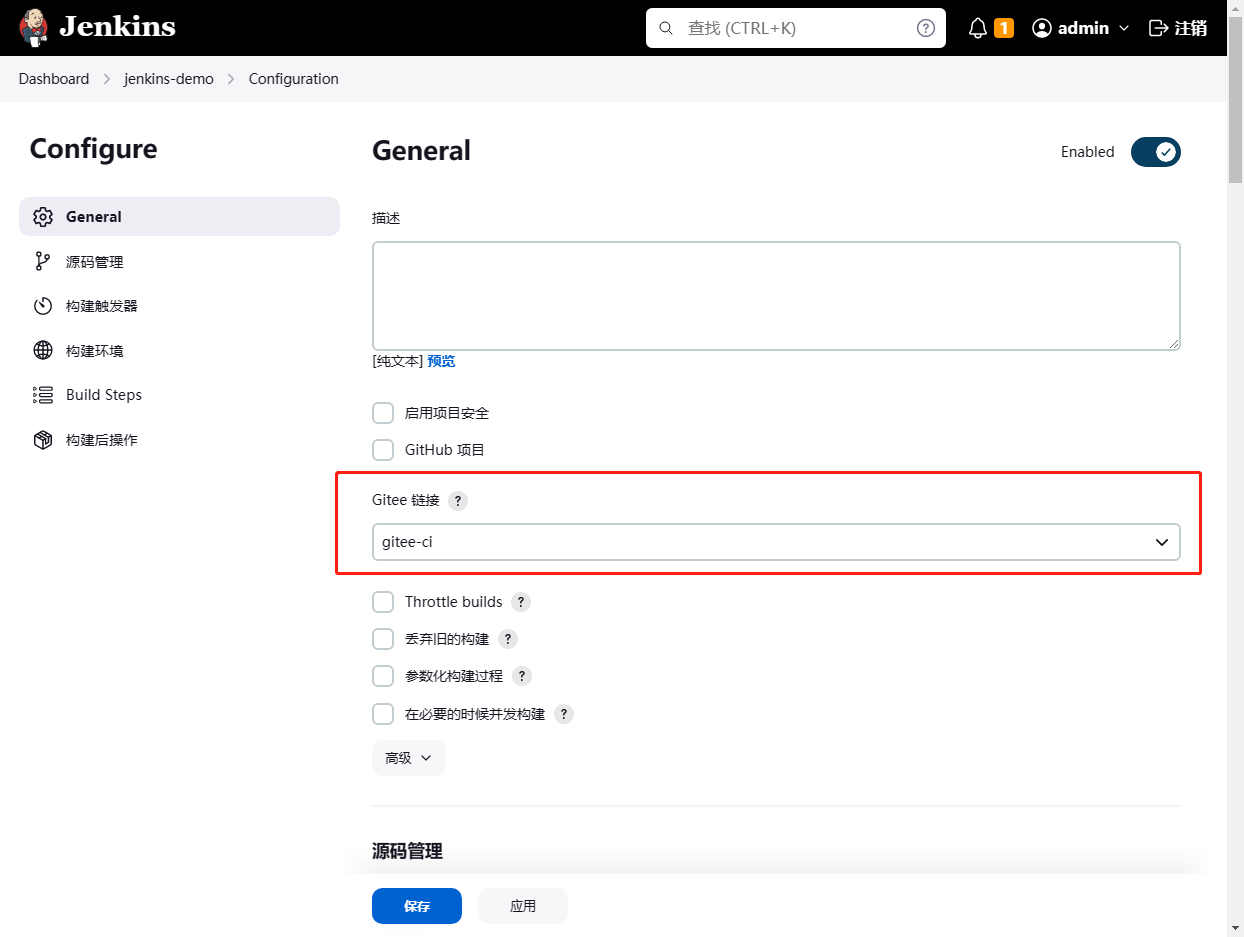 Jenkins
查找 (CTRL+K)
?
1
admin
注销
Dashboard
jenkins-demo
Configuration
Configure
General
源码管理
构建触发器
构建环境
Build Steps
构建后操作
General
Enabled
描述
[纯文本] 预览
启用项目安全
GitHub 项目
Gitee 链接 ?
gitee-ci
Throttle builds ?
丢弃旧的构建 ?
参数化构建过程 ?
在必要的时候并发构建 ?
高级
源码管理
保存
应用